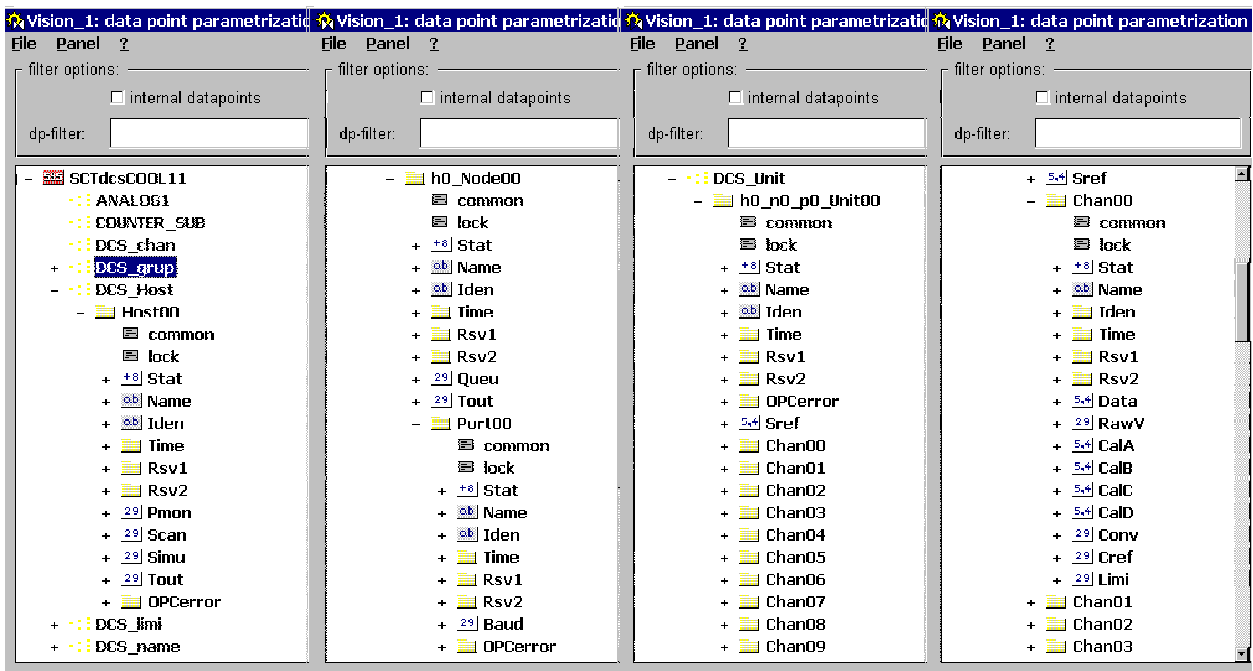 Vision_1: data point parametrizatio
File Panel ?
filter options:
internal datapoints
dp-filter:
SCTdcsCOOL11
ANALOG1
COUNTER_SUB
DCS_chan
DCS_grup
DCS_Host
Host00
common
lock
Stat
Name
Iden
Time
Rsv1
Rsv2
Pmon
Scan
Simu
Tout
OPCerror
DCS_limi
DCS_name
Vision_1: data point parametrizatio
File Panel ?
filter options:
internal datapoints
dp-filter:
h0_Node00
common
lock
Stat
Name
Iden
Time
Rsv1
Rsv2
Queu
Tout
Port00
common
lock
Stat
Name
Iden
Time
Rsv1
Rsv2
Baud
OPCerror
Vision_1: data point parametrizatio
File Panel ?
filter options:
internal datapoints
dp-filter:
DCS_Unit
h0_n0_p0_Unit00
common
lock
Stat
Name
Iden
Time
Rsv1
Rsv2
OPCerror
Sref
Chan00
Chan01
Chan02
Chan03
Chan04
Chan05
Chan06
Chan07
Chan08
Chan09
Vision_1: data point parametrization
File Panel ?
filter options:
internal datapoints
dp-filter:
Sref
Chan00
common
lock
Stat
Name
Iden
Time
Rsv1
Rsv2
Data
RawV
CalA
CalB
CalC
CalD
Conv
Cref
Limi
Chan01
Chan02
Chan03